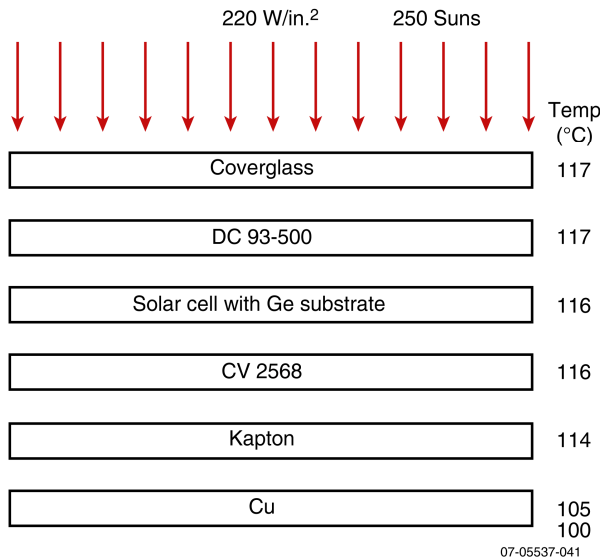 220 W/in.² 250 Suns
Temp
(°C)
Coverglass 117
DC 93-500 117
Solar cell with Ge substrate 116
CV 2568 116
Kapton 114
Cu 105
100
07-05537-041